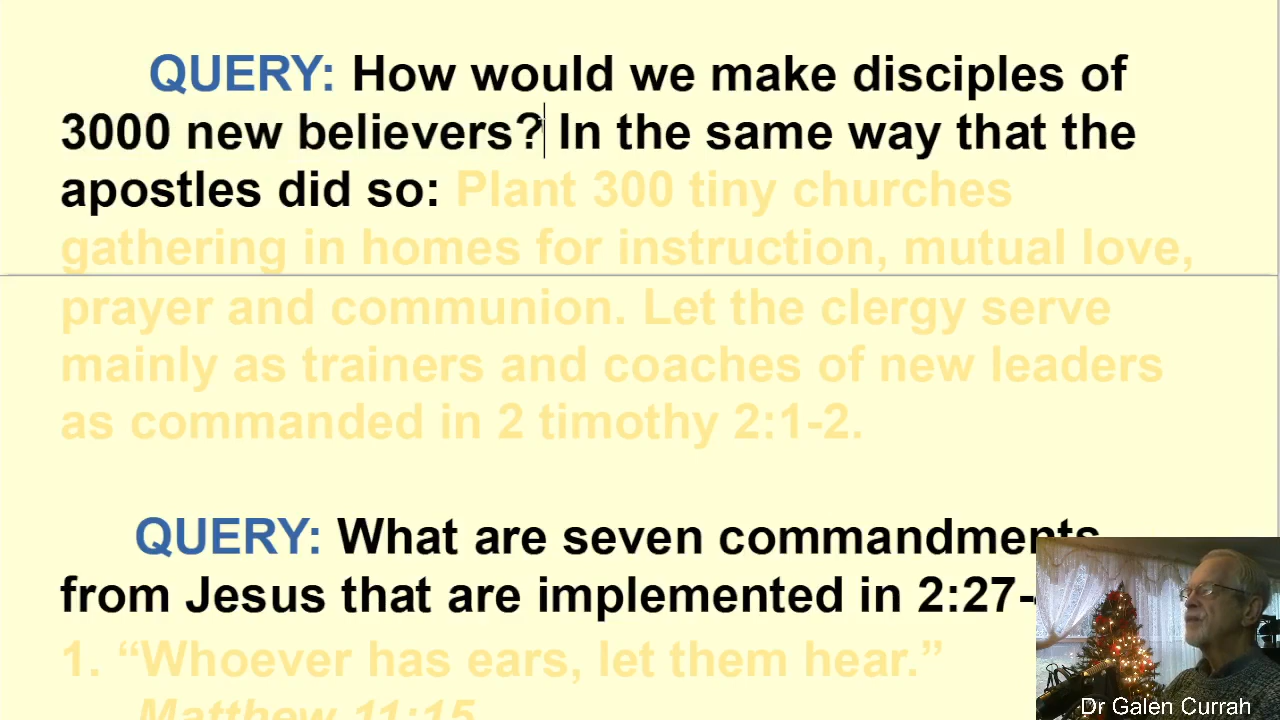 QUERY: How would we make disciples of
3000 new believers? In the same way that the
apostles did so: Plant 300 tiny churches
gathering in homes for instruction, mutual love,
prayer and communion. Let the clergy serve
mainly as trainers and coaches of new leaders
as commanded in 2 timothy 2:1-2.
QUERY: What are seven commandments
from Jesus that are implemented in 2:27-
1. “Whoever has ears, let them hear.”
Matthew 11:15
Dr Galen Currah